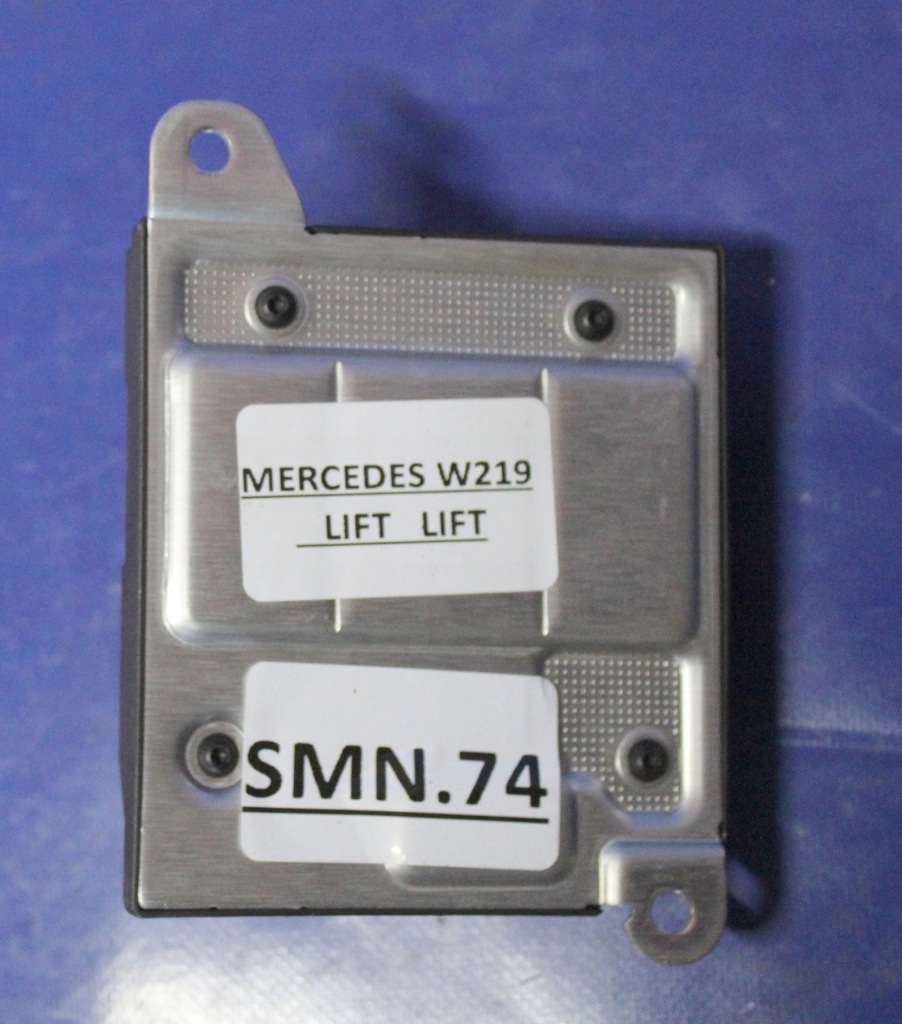 MERCEDES W219
LIFT LIFT
SMN.74